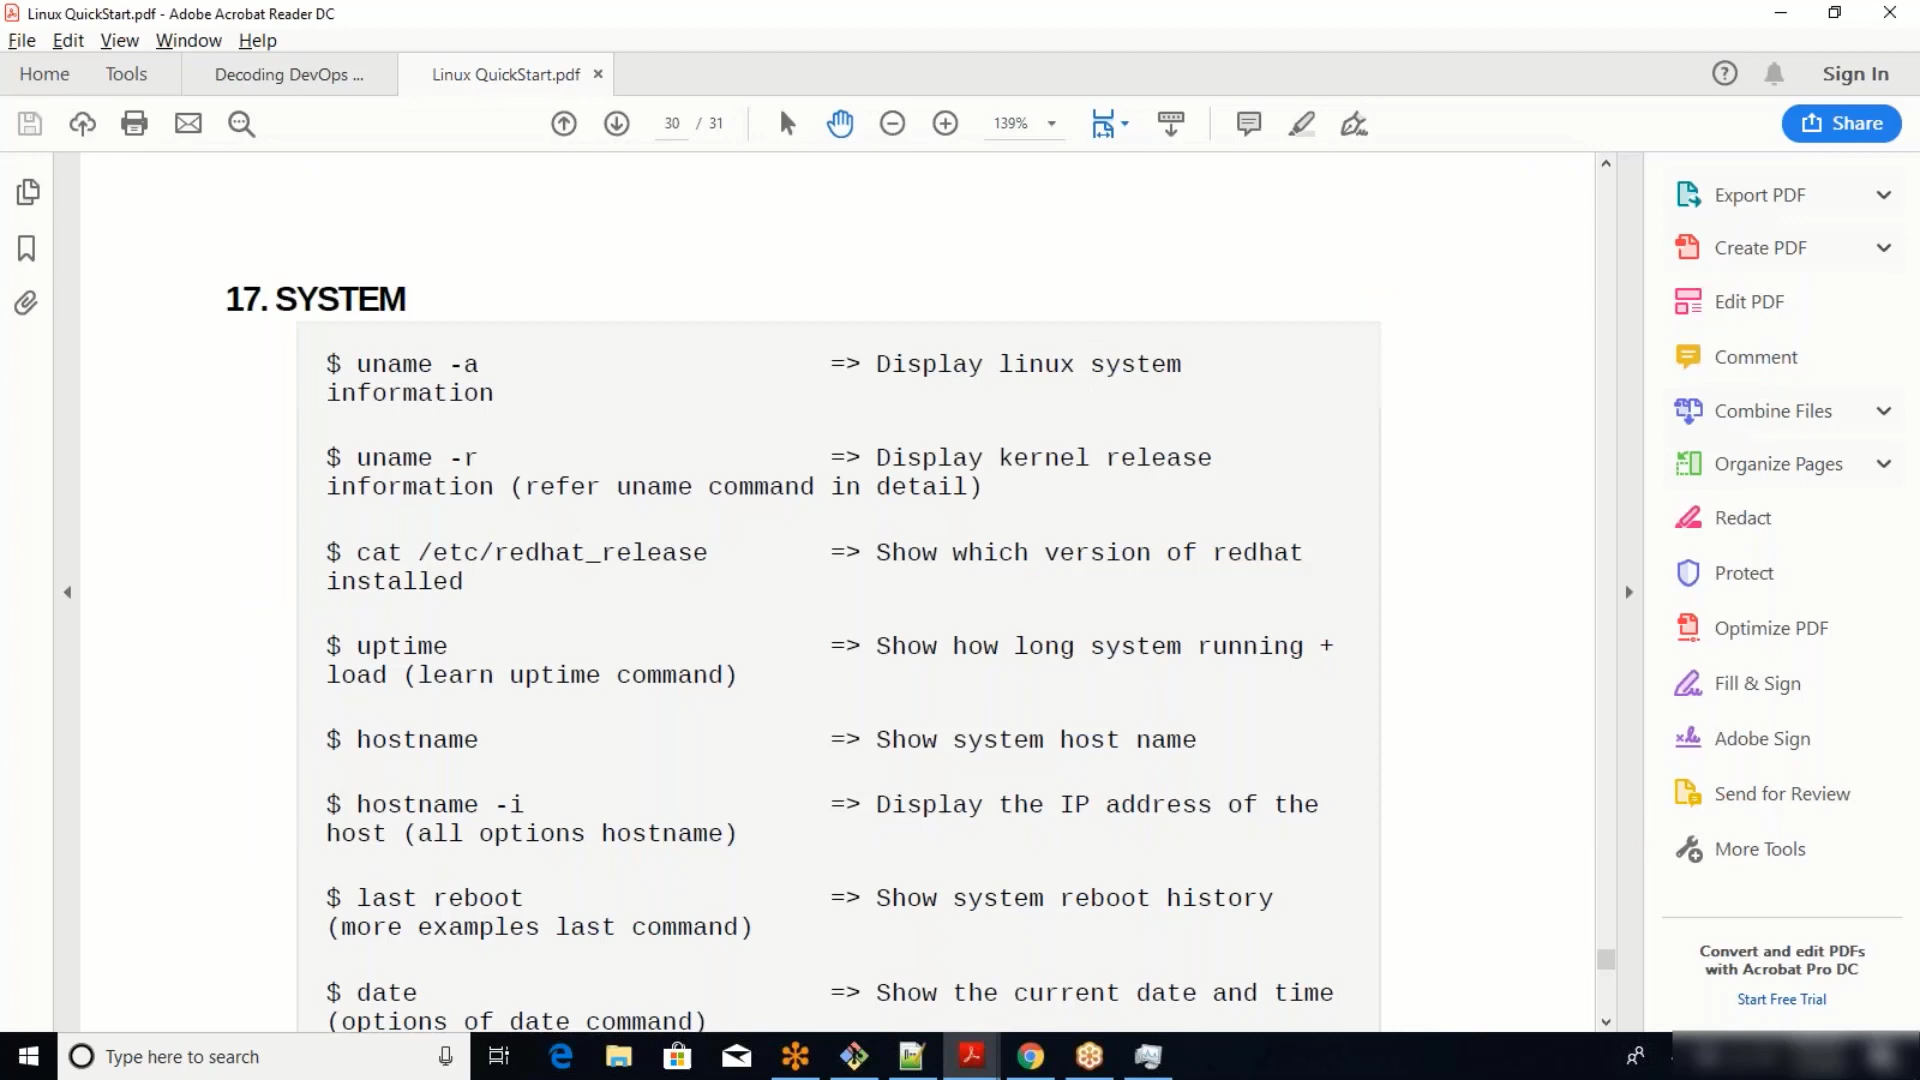 Linux QuickStart.pdf - Adobe Acrobat Reader DC
File Edit View Window Help
Home Tools Decoding DevOps ... Linux QuickStart.pdf × Sign In
30 / 31 139% Share
17. SYSTEM
$ uname -a => Display linux system
information
$ uname -r => Display kernel release
information (refer uname command in detail)
$ cat /etc/redhat_release => Show which version of redhat
installed
$ uptime => Show how long system running +
load (learn uptime command)
$ hostname => Show system host name
$ hostname -i => Display the IP address of the
host (all options hostname)
$ last reboot => Show system reboot history
(more examples last command)
$ date => Show the current date and time
(options of date command)
Export PDF
Create PDF
Edit PDF
Comment
Combine Files
Organize Pages
Redact
Protect
Optimize PDF
Fill & Sign
Adobe Sign
Send for Review
More Tools
Convert and edit PDFs
with Acrobat Pro DC
Start Free Trial
Type here to search